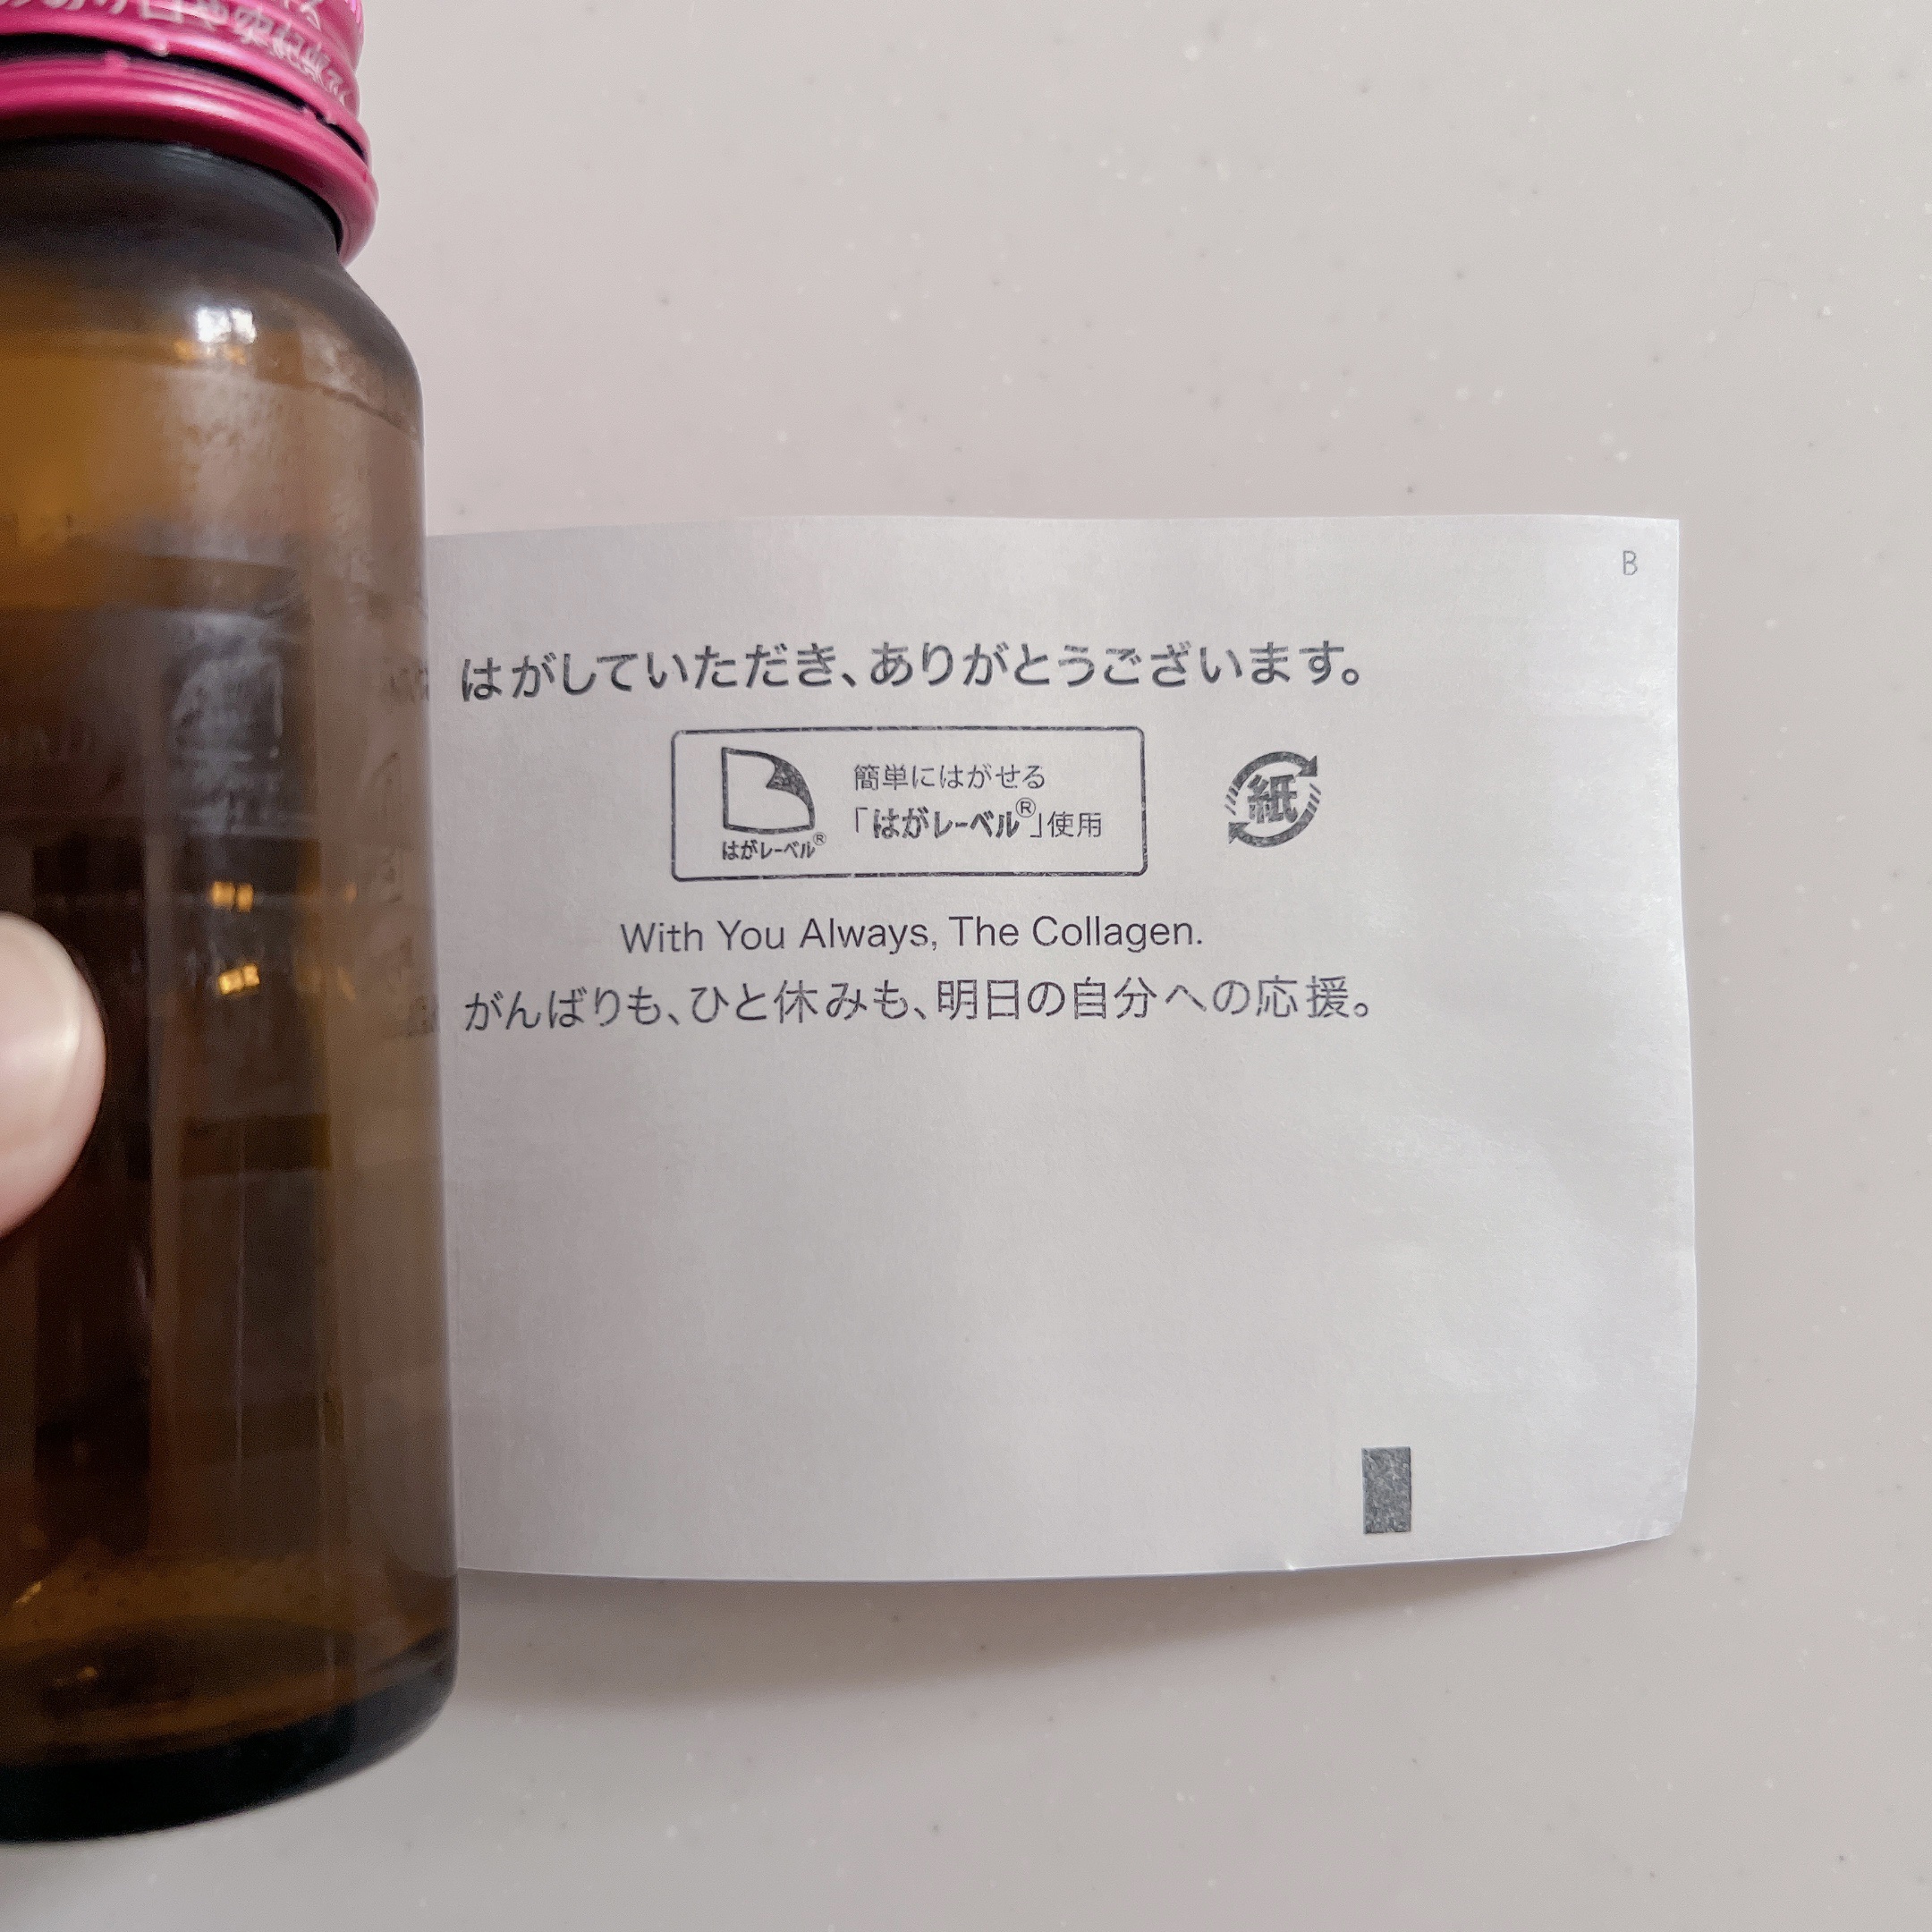 B
はがしていただき、ありがとうございます。
簡単にはがせる
「はがレーベル®」使用
はがレーベル®
紙
With You Always, The Collagen.
がんばりも、ひと休みも、明日の自分への応援。